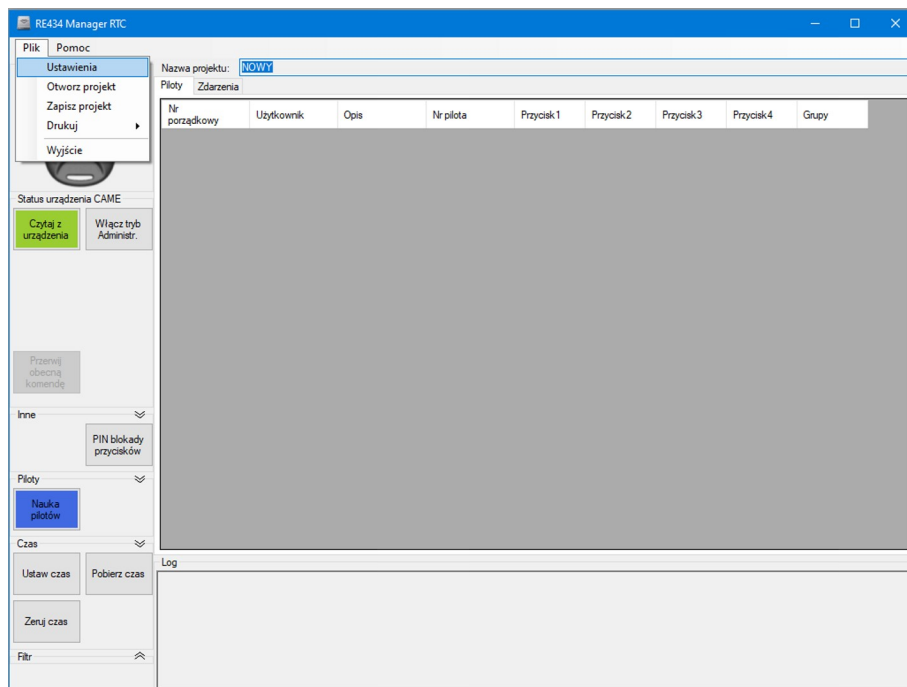 RE434 Manager RTC
Plik Pomoc
Ustawienia
Otworz projekt
Zapisz projekt
Drukuj
Wyjście
Nazwa projektu: NOWY
Piloty Zdarzenia
Nr porządkowy Użytkownik Opis Nr pilota Przycisk1 Przycisk2 Przycisk3 Przycisk4 Grupy
Status urządzenia CAME
Czytaj z
urządzenia
Włącz tryb
Administr.
Przerwij
obecną
komendę
Inne
PIN blokady
przycisków
Piloty
Nauka
pilotów
Czas
Ustaw czas
Pobierz czas
Zeruj czas
Filtr
Log